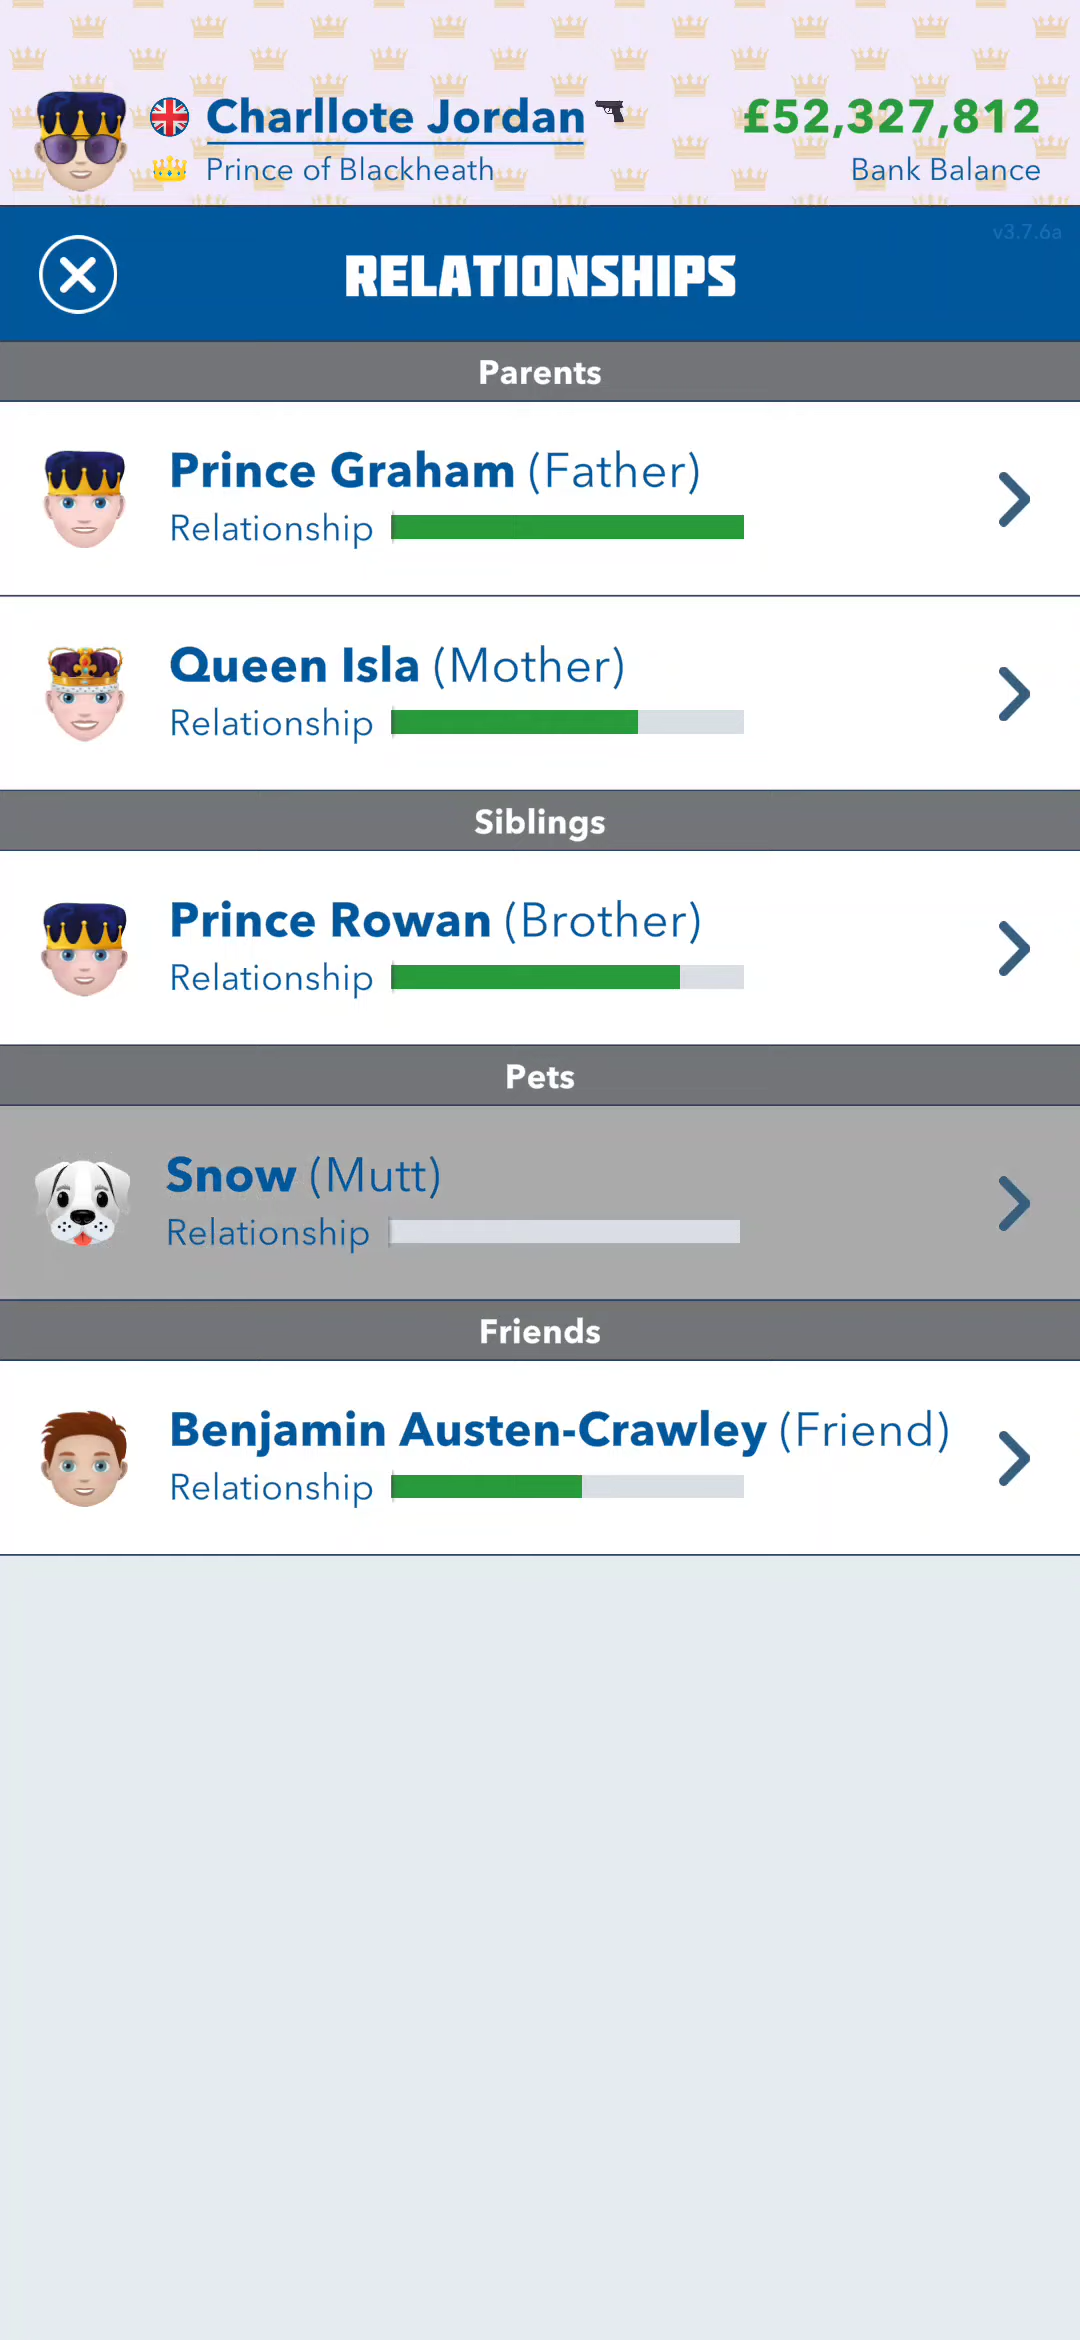 Charllote Jordan
£52,327,812
Prince of Blackheath
Bank Balance
v3.7.6a
RELATIONSHIPS
Parents
Prince Graham (Father)
Relationship
Queen Isla (Mother)
Relationship
Siblings
Prince Rowan (Brother)
Relationship
Pets
Snow (Mutt)
Relationship
Friends
Benjamin Austen-Crawley (Friend)
Relationship